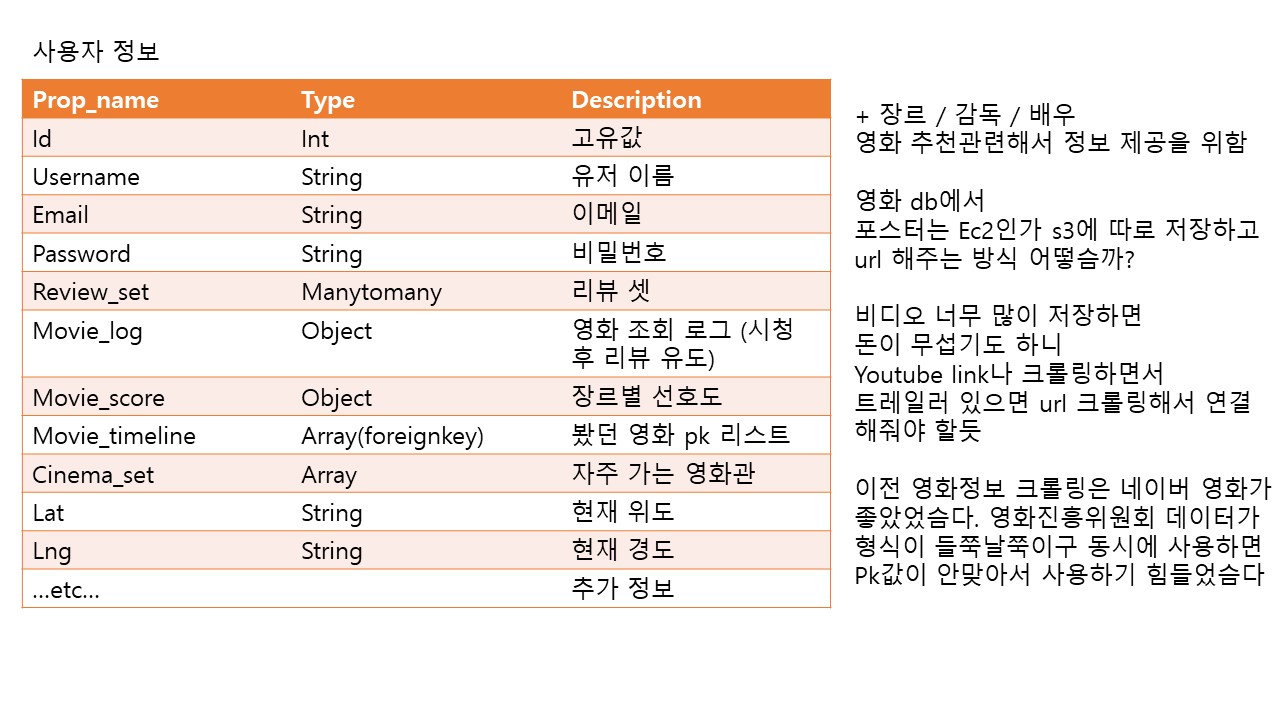 사용자 정보
Prop_name Type Description
Id Int 고유값
Username String 유저 이름
Email String 이메일
Password String 비밀번호
Review_set Manytomany 리뷰 셋
Movie_log Object 영화 조회 로그 (시청
후 리뷰 유도)
Movie_score Object 장르별 선호도
Movie_timeline Array(foreignkey) 봤던 영화 pk 리스트
Cinema_set Array 자주 가는 영화관
Lat String 현재 위도
Lng String 현재 경도
...etc... 추가 정보
+ 장르 / 감독 / 배우
영화 추천관련해서 정보 제공을 위함
영화 db에서
포스터는 Ec2인가 s3에 따로 저장하고
url 해주는 방식 어떻슴까?
비디오 너무 많이 저장하면
돈이 무섭기도 하니
Youtube link나 크롤링하면서
트레일러 있으면 url 크롤링해서 연결
해줘야 할듯
이전 영화정보 크롤링은 네이버 영화가
좋았었슴다. 영화진흥위원회 데이터가
형식이 들쭉날쭉이구 동시에 사용하면
Pk값이 안맞아서 사용하기 힘들었슴다